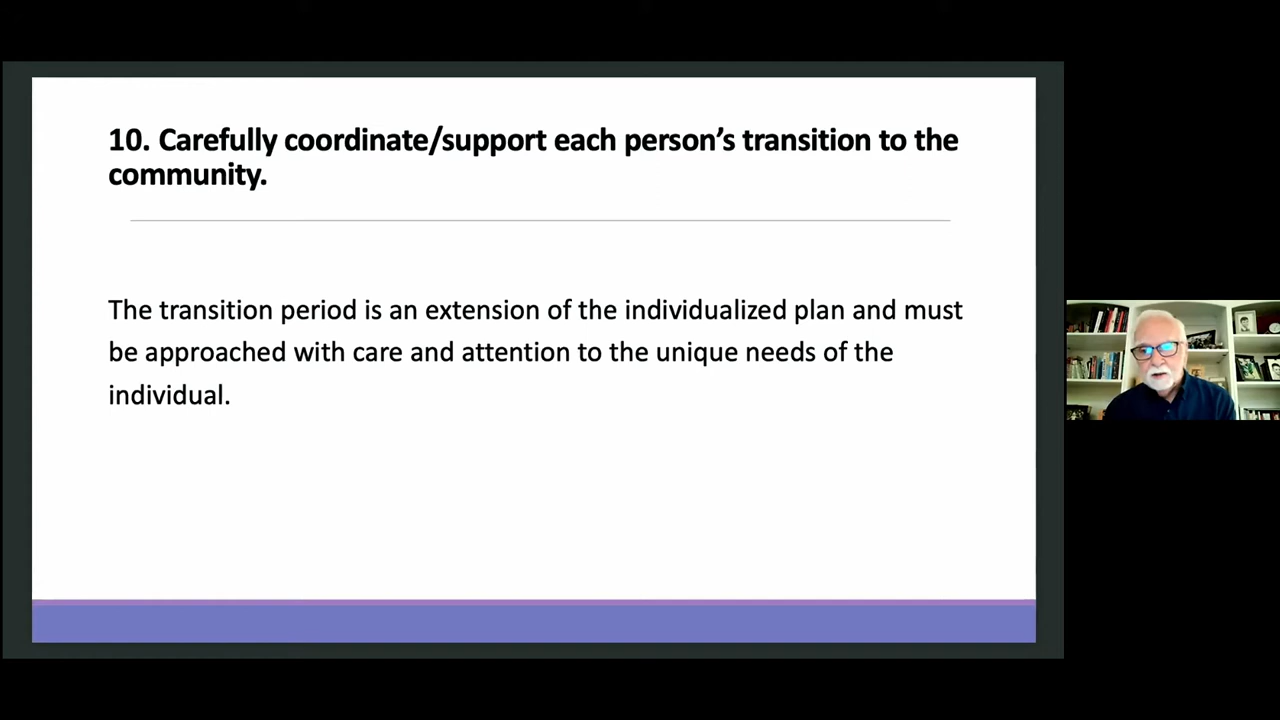 10. Carefully coordinate/support each person’s transition to the
community.
The transition period is an extension of the individualized plan and must
be approached with care and attention to the unique needs of the
individual.